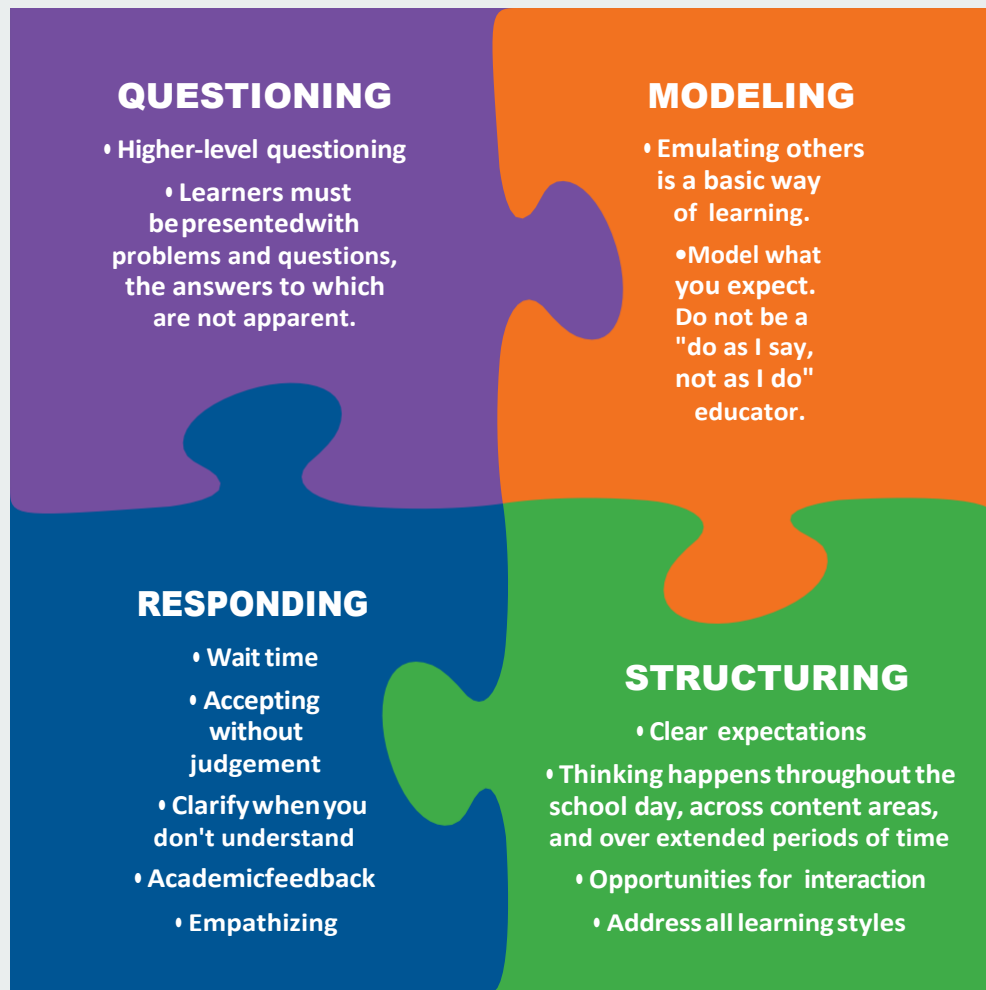 QUESTIONING
• Higher-level questioning
• Learners must
be presentedwith
problems and questions,
the answers to which
are not apparent.
MODELING
• Emulating others
is a basic way
of learning.
•Model what
you expect.
Do not be a
"do as I say,
not as I do"
educator.
RESPONDING
• Wait time
• Accepting
without
judgement
• Clarify when you
don't understand
• Academicfeedback
• Empathizing
STRUCTURING
• Clear expectations
• Thinking happens throughout the
school day, across content areas,
and over extended periods of time
• Opportunities for interaction
• Address all learning styles